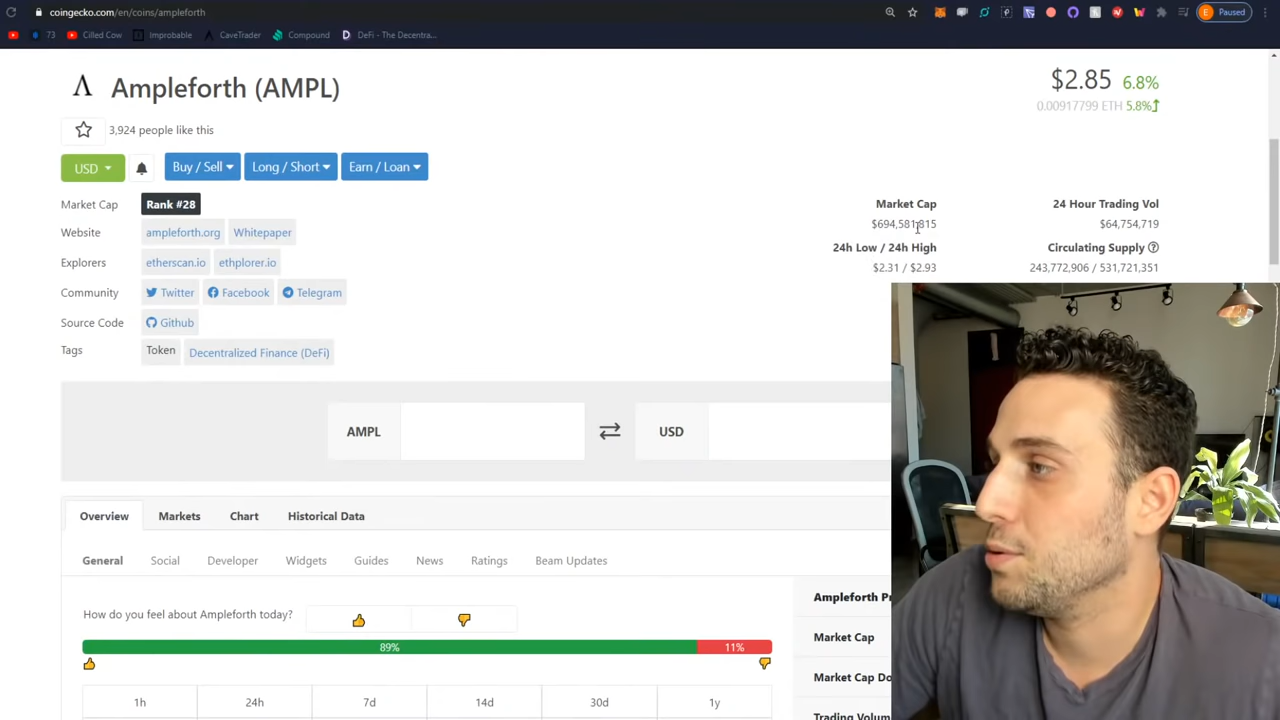 coingecko.com/en/coins/ampleforth
Paused
73
Cilled Cow
Improbable
CaveTrader
Compound
DeFi - The Decentra...
Ampleforth (AMPL)
$2.85 6.8%
0.00917799 ETH 5.8%
3,924 people like this
USD
Buy / Sell
Long / Short
Earn / Loan
Market Cap Rank #28
Website ampleforth.org Whitepaper
Explorers etherscan.io ethplorer.io
Community Twitter Facebook Telegram
Source Code Github
Tags Token Decentralized Finance (DeFi)
Market Cap
$694,581,815
24 Hour Trading Vol
$64,754,719
24h Low / 24h High
$2.31 / $2.93
Circulating Supply
243,772,906 / 531,721,351
AMPL
USD
Overview Markets Chart Historical Data
General Social Developer Widgets Guides News Ratings Beam Updates
How do you feel about Ampleforth today?
89% 11%
1h 24h 7d 14d 30d 1y
Ampleforth Pr
Market Cap
Market Cap Do
Trading Volum